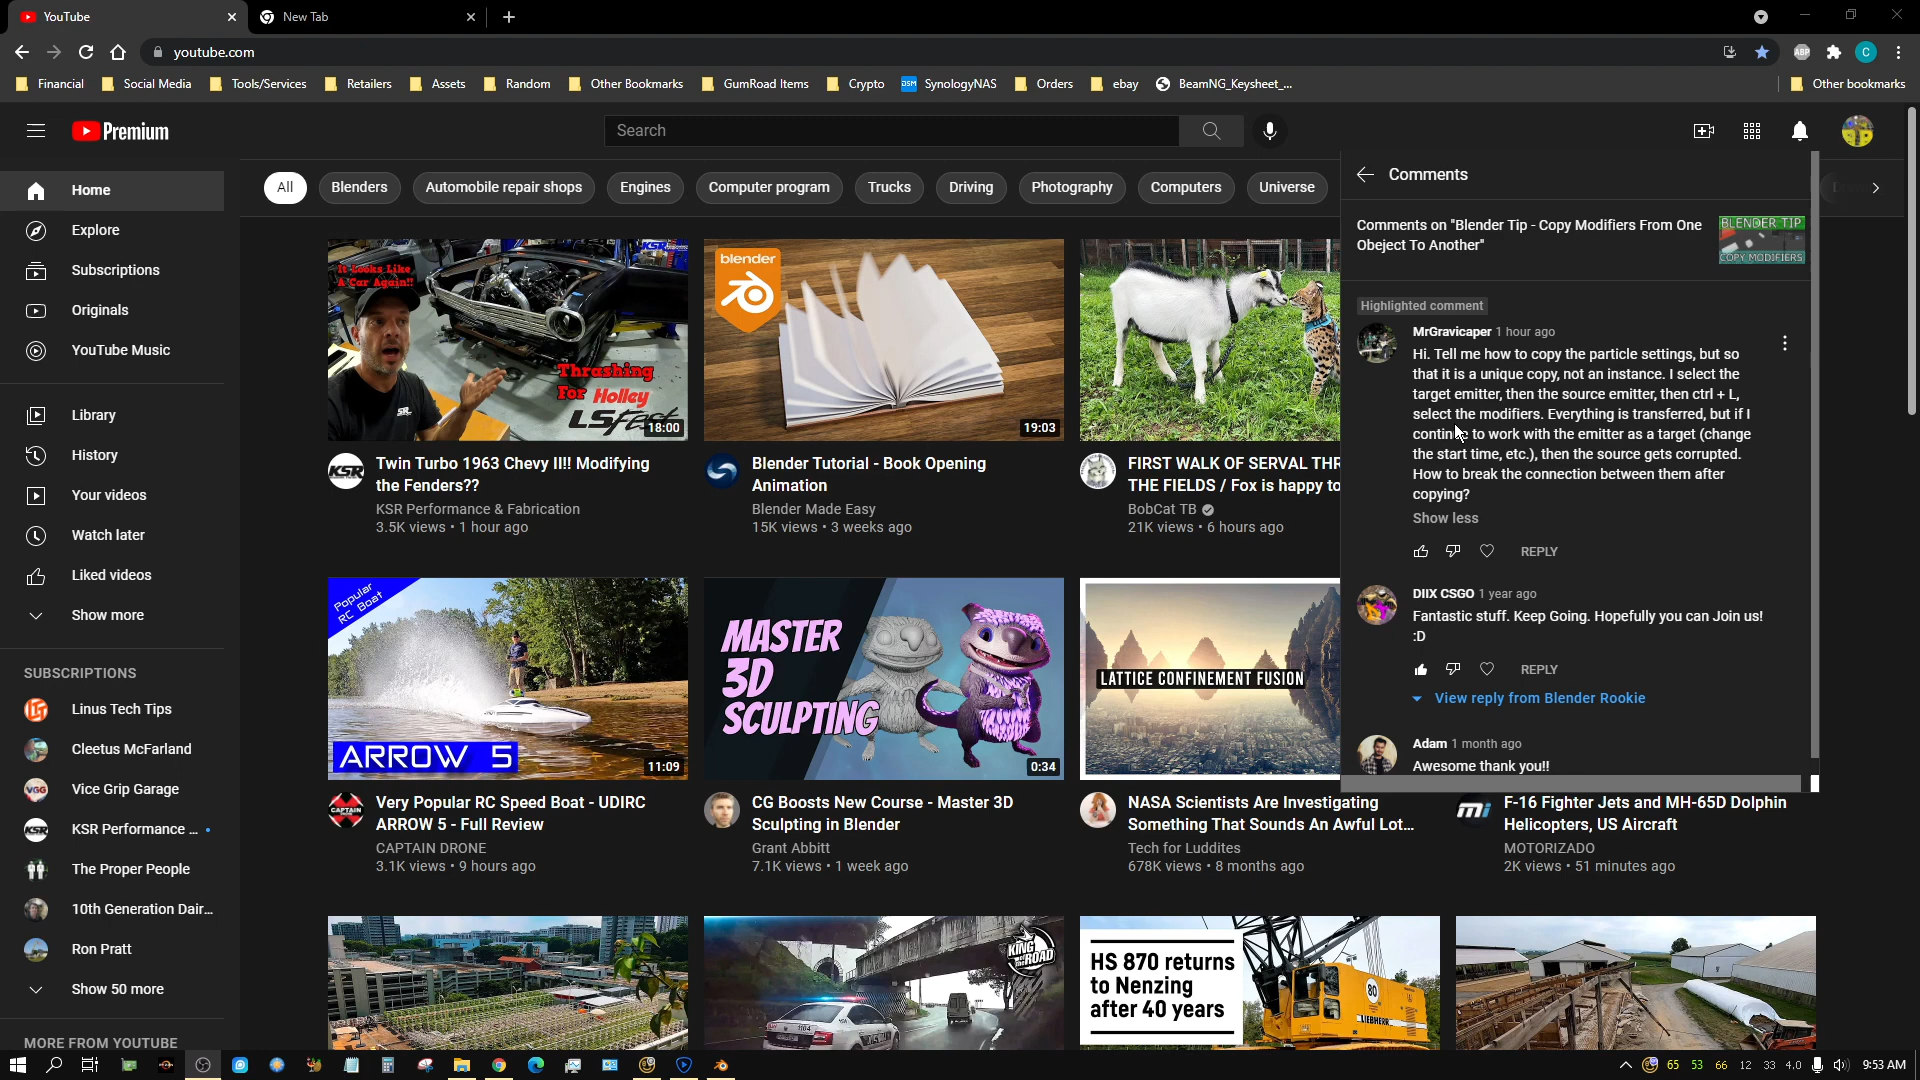 YouTube
New Tab
youtube.com
Financial
Social Media
Tools/Services
Retailers
Assets
Random
Other Bookmarks
GumRoad Items
Crypto
SynologyNAS
Orders
ebay
BeamNG_Keysheet_...
Other bookmarks
Premium
Search
Home
Explore
Subscriptions
Originals
YouTube Music
Library
History
Your videos
Watch later
Liked videos
Show more
SUBSCRIPTIONS
Linus Tech Tips
Cleetus McFarland
Vice Grip Garage
KSR Performance ...
The Proper People
10th Generation Dair...
Ron Pratt
Show 50 more
MORE FROM YOUTUBE
All
Blenders
Automobile repair shops
Engines
Computer program
Trucks
Driving
Photography
Computers
Universe
It Looks Like
A Car Again!!
Thrashing
For Holley
LSFest
18:00
Twin Turbo 1963 Chevy II!! Modifying
the Fenders??
KSR Performance & Fabrication
3.5K views • 1 hour ago
blender
19:03
Blender Tutorial - Book Opening
Animation
Blender Made Easy
15K views • 3 weeks ago
FIRST WALK OF SERVAL THR
THE FIELDS / Fox is happy to
BobCat TB
21K views • 6 hours ago
Popular
RC Boat
ARROW 5
11:09
Very Popular RC Speed Boat - UDIRC
ARROW 5 - Full Review
CAPTAIN DRONE
3.1K views • 9 hours ago
MASTER
3D
SCULPTING
0:34
CG Boosts New Course - Master 3D
Sculpting in Blender
Grant Abbitt
7.1K views • 1 week ago
LATTICE CONFINEMENT FUSION
NASA Scientists Are Investigating
Something That Sounds An Awful Lot...
Tech for Luddites
678K views • 8 months ago
F-16 Fighter Jets and MH-65D Dolphin
Helicopters, US Aircraft
MOTORIZADO
2K views • 51 minutes ago
KING
of the
ROAD
1104
HS 870 returns
to Nenzing
after 40 years
80
LIEBHERR
Comments
Comments on "Blender Tip - Copy Modifiers From One
Obeject To Another"
BLENDER TIP
COPY MODIFIERS
Highlighted comment
MrGravicaper 1 hour ago
Hi. Tell me how to copy the particle settings, but so
that it is a unique copy, not an instance. I select the
target emitter, then the source emitter, then ctrl + L,
select the modifiers. Everything is transferred, but if I
continue to work with the emitter as a target (change
the start time, etc.), then the source gets corrupted.
How to break the connection between them after
copying?
Show less
REPLY
DIIX CSGO 1 year ago
Fantastic stuff. Keep Going. Hopefully you can Join us!
:D
REPLY
View reply from Blender Rookie
Adam 1 month ago
Awesome thank you!!
65 53 66 12 33 4.0
9:53 AM